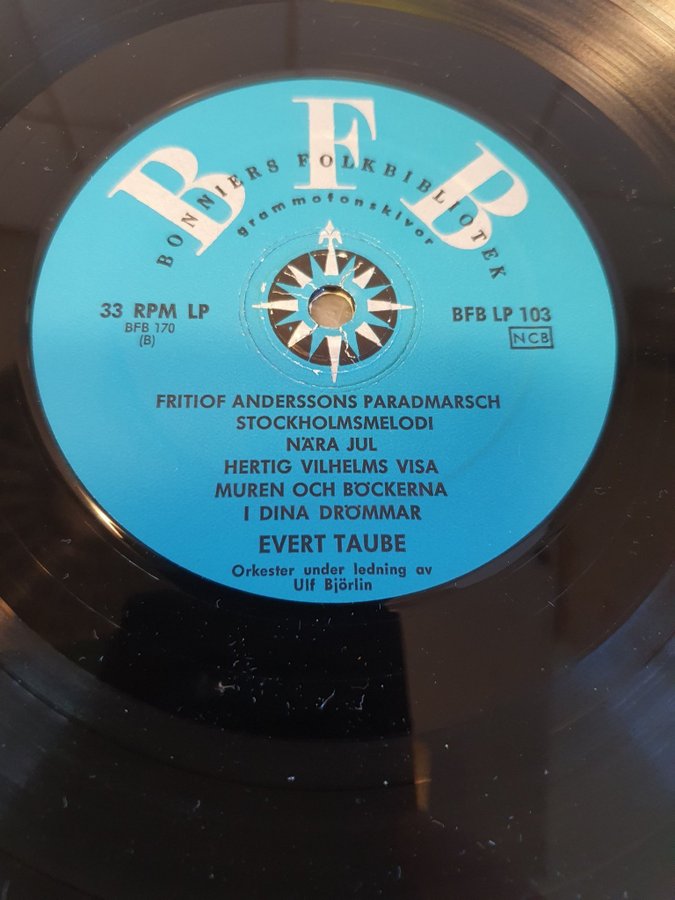 BFB
BONNIERS FOLKBIBLIOTEK
grammofonskivor
33 RPM LP
BFB 170
(B)
BFB LP 103
NCB
FRITIOF ANDERSSONS PARADMARSCH
STOCKHOLMSMELODI
NÄRA JUL
HERTIG VILHELMS VISA
MUREN OCH BÖCKERNA
I DINA DRÖMMAR
EVERT TAUBE
Orkester under ledning av
Ulf Björlin